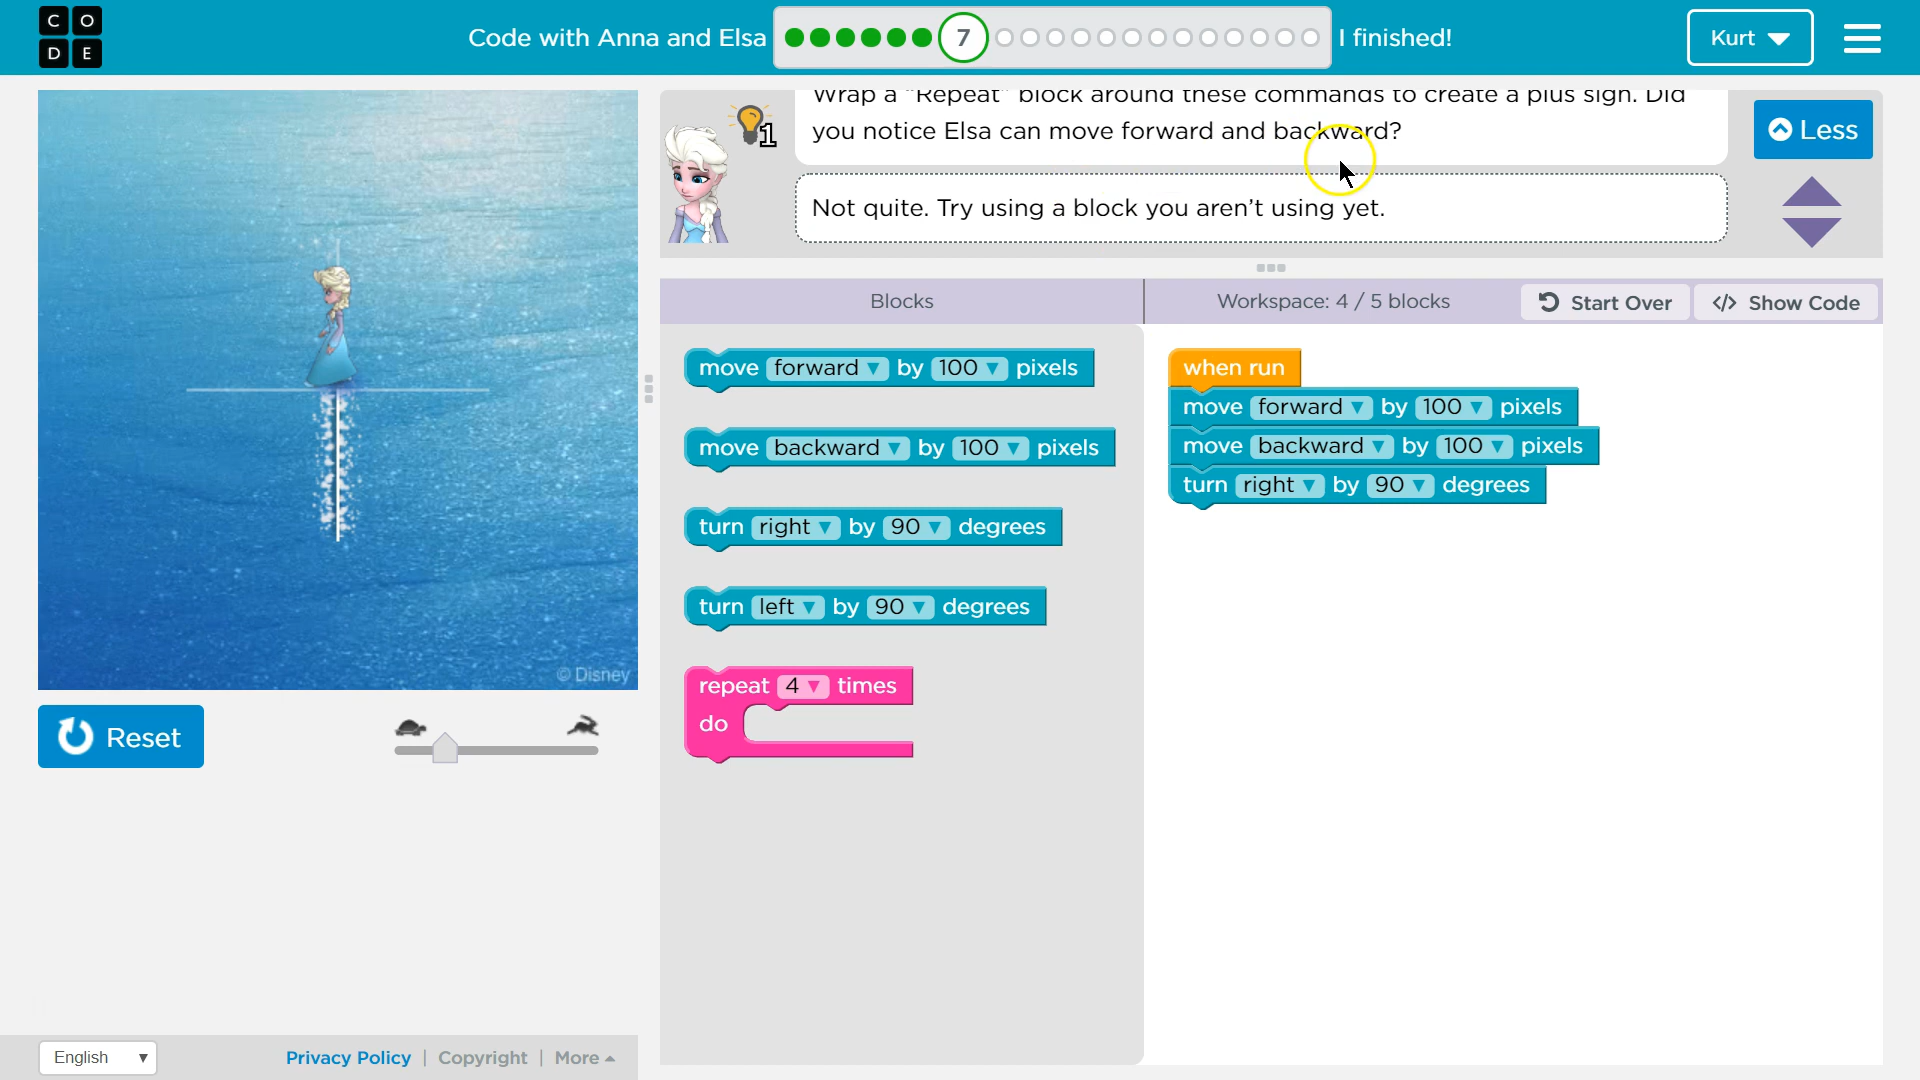 C O
D E
Code with Anna and Elsa
7
I finished!
Kurt
Wrap a "Repeat" block around these commands to create a plus sign. Did
you notice Elsa can move forward and backward?
1
Less
Not quite. Try using a block you aren't using yet.
Blocks
Workspace: 4 / 5 blocks
Start Over
</> Show Code
move forward ▼ by 100 ▼ pixels
move backward ▼ by 100 ▼ pixels
turn right ▼ by 90 ▼ degrees
turn left ▼ by 90 ▼ degrees
repeat 4 ▼ times
do
when run
move forward ▼ by 100 ▼ pixels
move backward ▼ by 100 ▼ pixels
turn right ▼ by 90 ▼ degrees
© Disney
Reset
English ▼
Privacy Policy | Copyright | More